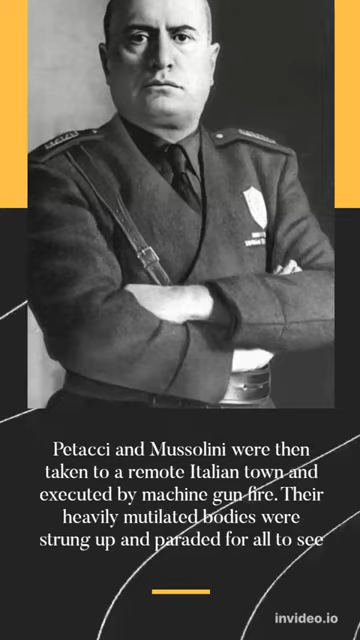 Petacci and Mussolini were then
taken to a remote Italian town and
executed by machine gun fire. Their
heavily mutilated bodies were
strung up and paraded for all to see
invideo.io